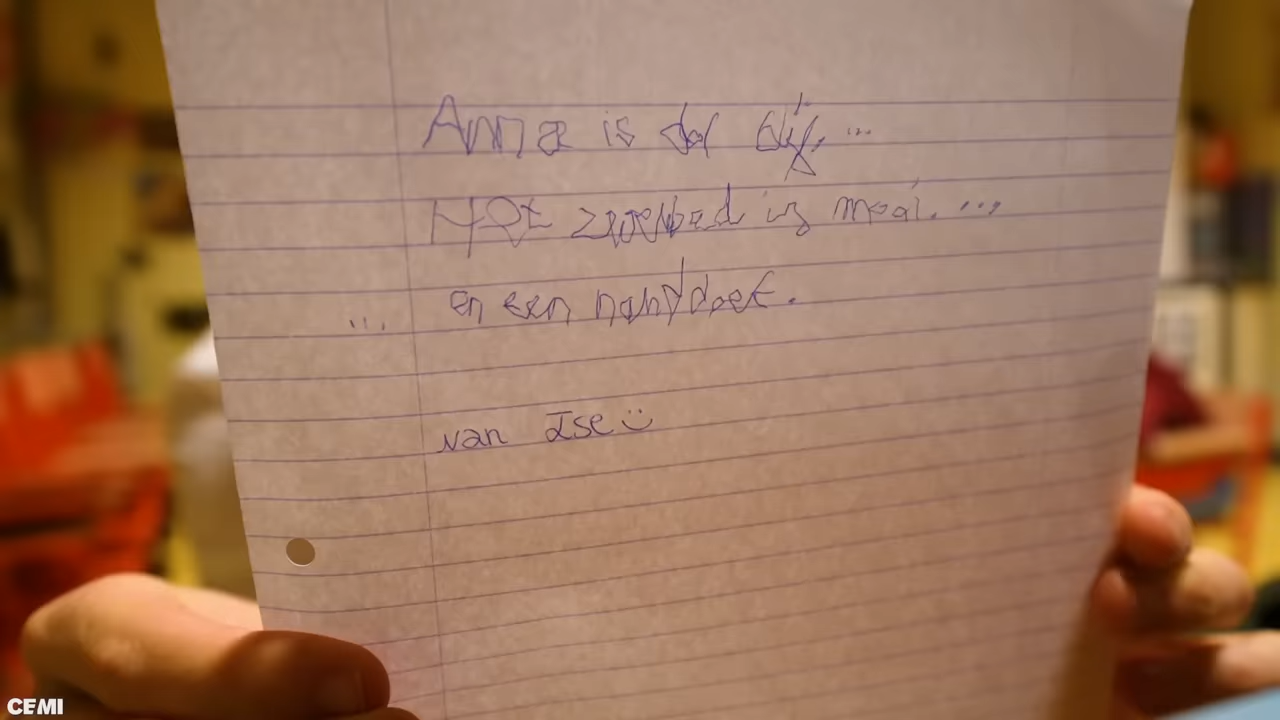 Anna is dol blij. ...
Het zwembad is mooi. ...
... en een handdoek.
van Ise
CEMI